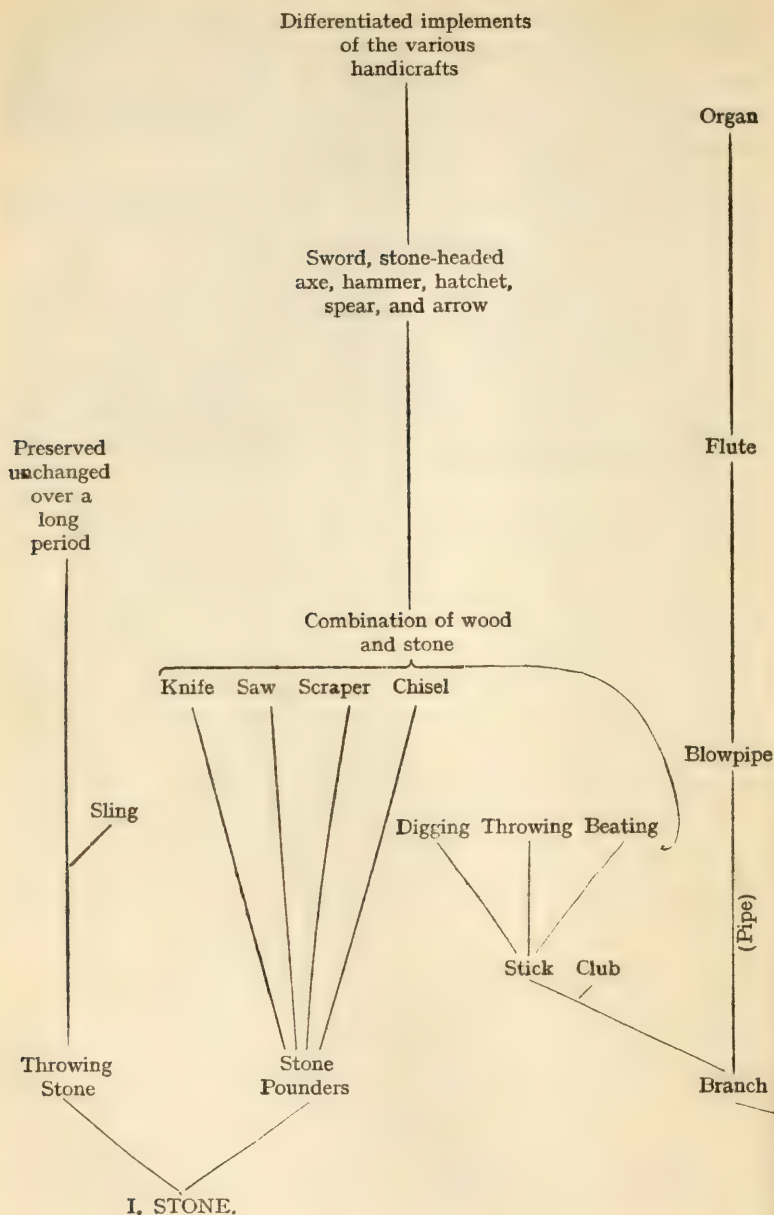 Differentiated implements
of the various
handicrafts
Organ
Sword, stone-headed
axe, hammer, hatchet,
spear, and arrow
Preserved
unchanged
over a
long
period
Flute
Combination of wood
and stone
Knife Saw Scraper Chisel
Blowpipe
Sling
Digging Throwing Beating
(Pipe)
Stick Club
Throwing
Stone
Stone
Pounders
Branch
I. STONE.